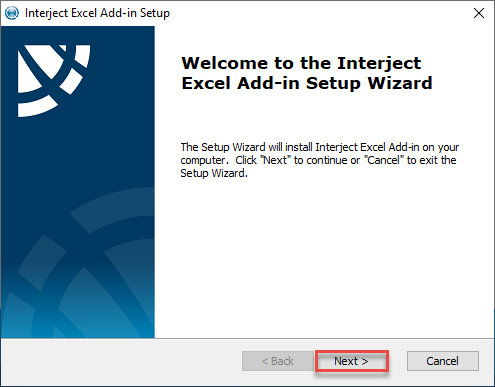 Interject Excel Add-in Setup
Welcome to the Interject
Excel Add-in Setup Wizard
The Setup Wizard will install Interject Excel Add-in on your
computer. Click "Next" to continue or "Cancel" to exit the
Setup Wizard.
< Back Next > Cancel